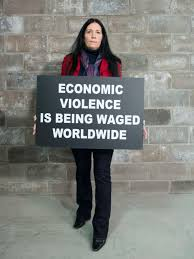 ECONOMIC
VIOLENCE
IS BEING WAGED
WORLDWIDE